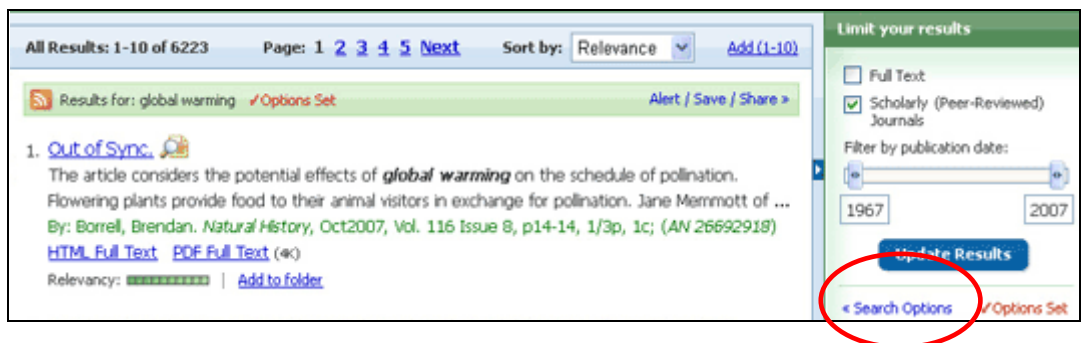 All Results: 1-10 of 6223 Page: 1 2 3 4 5 Next Sort by: Relevance Add (1-10)
Results for: global warming ✓Options Set Alert / Save / Share »
1. Out of Sync.
The article considers the potential effects of global warming on the schedule of pollination.
Flowering plants provide food to their animal visitors in exchange for pollination. Jane Memmott of ...
By: Borrell, Brendan. Natural History, Oct2007, Vol. 116 Issue 8, p14-14, 1/3p, 1c; (AN 26692918)
HTML Full Text PDF Full Text (4K)
Relevancy: | Add to folder
Limit your results
Full Text
Scholarly (Peer-Reviewed)
Journals
Filter by publication date:
1967 2007
Update Results
« Search Options ✓Options Set